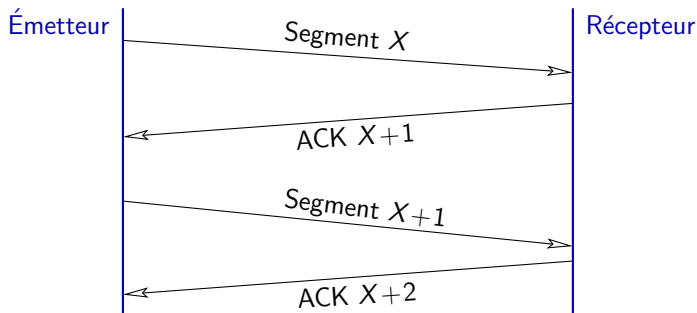 Émetteur
Récepteur
Segment X
ACK X+1
Segment X+1
ACK X+2